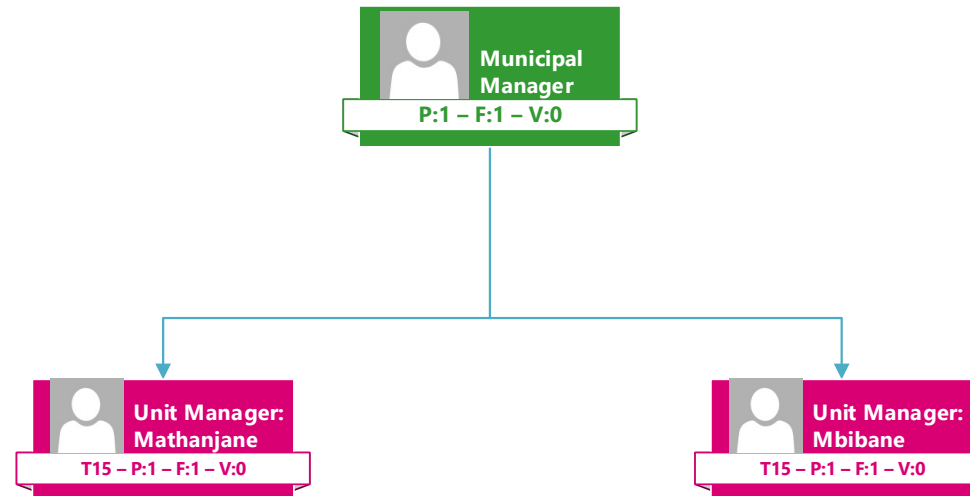 Municipal
Manager
P:1 – F:1 – V:0
Unit Manager:
Mathanjane
T15 – P:1 – F:1 – V:0
Unit Manager:
Mbibane
T15 – P:1 – F:1 – V:0